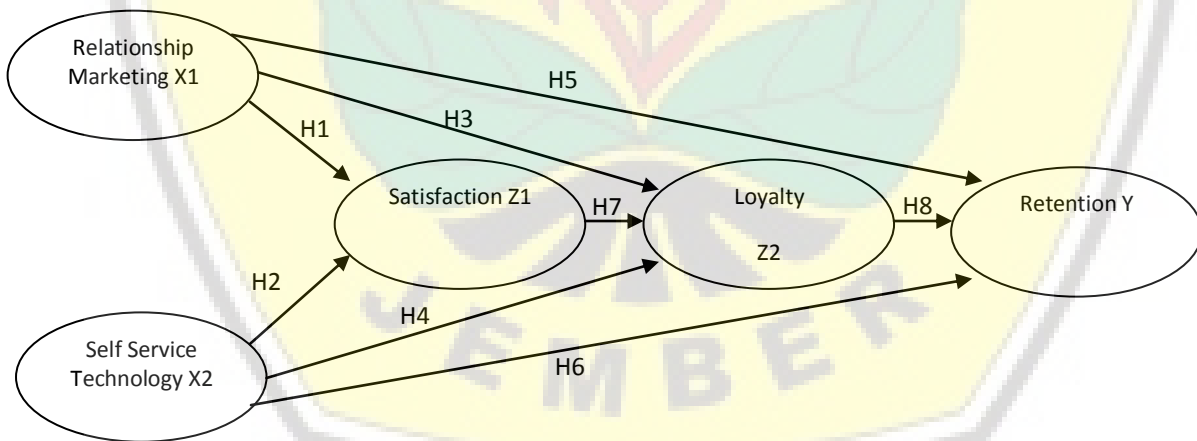 Relationship
Marketing X1
H5
H3
H1
Satisfaction Z1
H7
Loyalty
Z2
H8
Retention Y
H2
H4
H6
Self Service
Technology X2
JEMBER